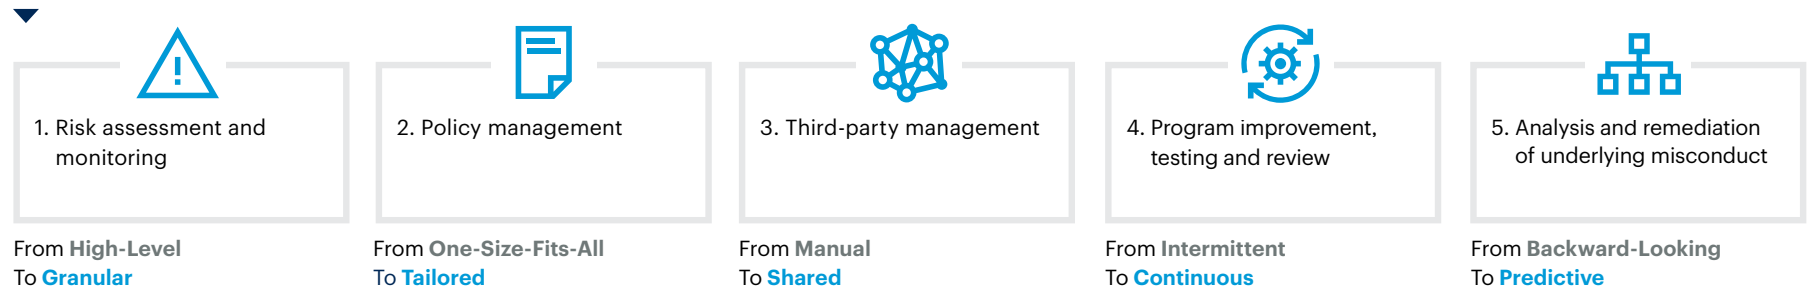 1. Risk assessment and
monitoring
From High-Level
To Granular
2. Policy management
From One-Size-Fits-All
To Tailored
3. Third-party management
From Manual
To Shared
4. Program improvement,
testing and review
From Intermittent
To Continuous
5. Analysis and remediation
of underlying misconduct
From Backward-Looking
To Predictive